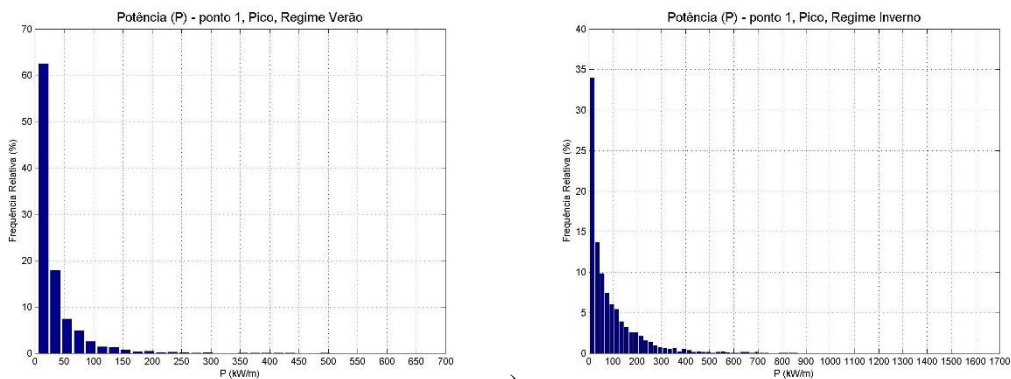 Potência (P) - ponto 1, Pico, Regime Verão
70
60
50
40
30
20
10
0
Frequência Relativa (%)
0 50 100 150 200 250 300 350 400 450 500 550 600 650 700
P (kW/m)
Potência (P) - ponto 1, Pico, Regime Inverno
40
35
30
25
20
15
10
5
0
Frequência Relativa (%)
0 100 200 300 400 500 600 700 800 900 1000 1100 1200 1300 1400 1500 1600 1700
P (kW/m)